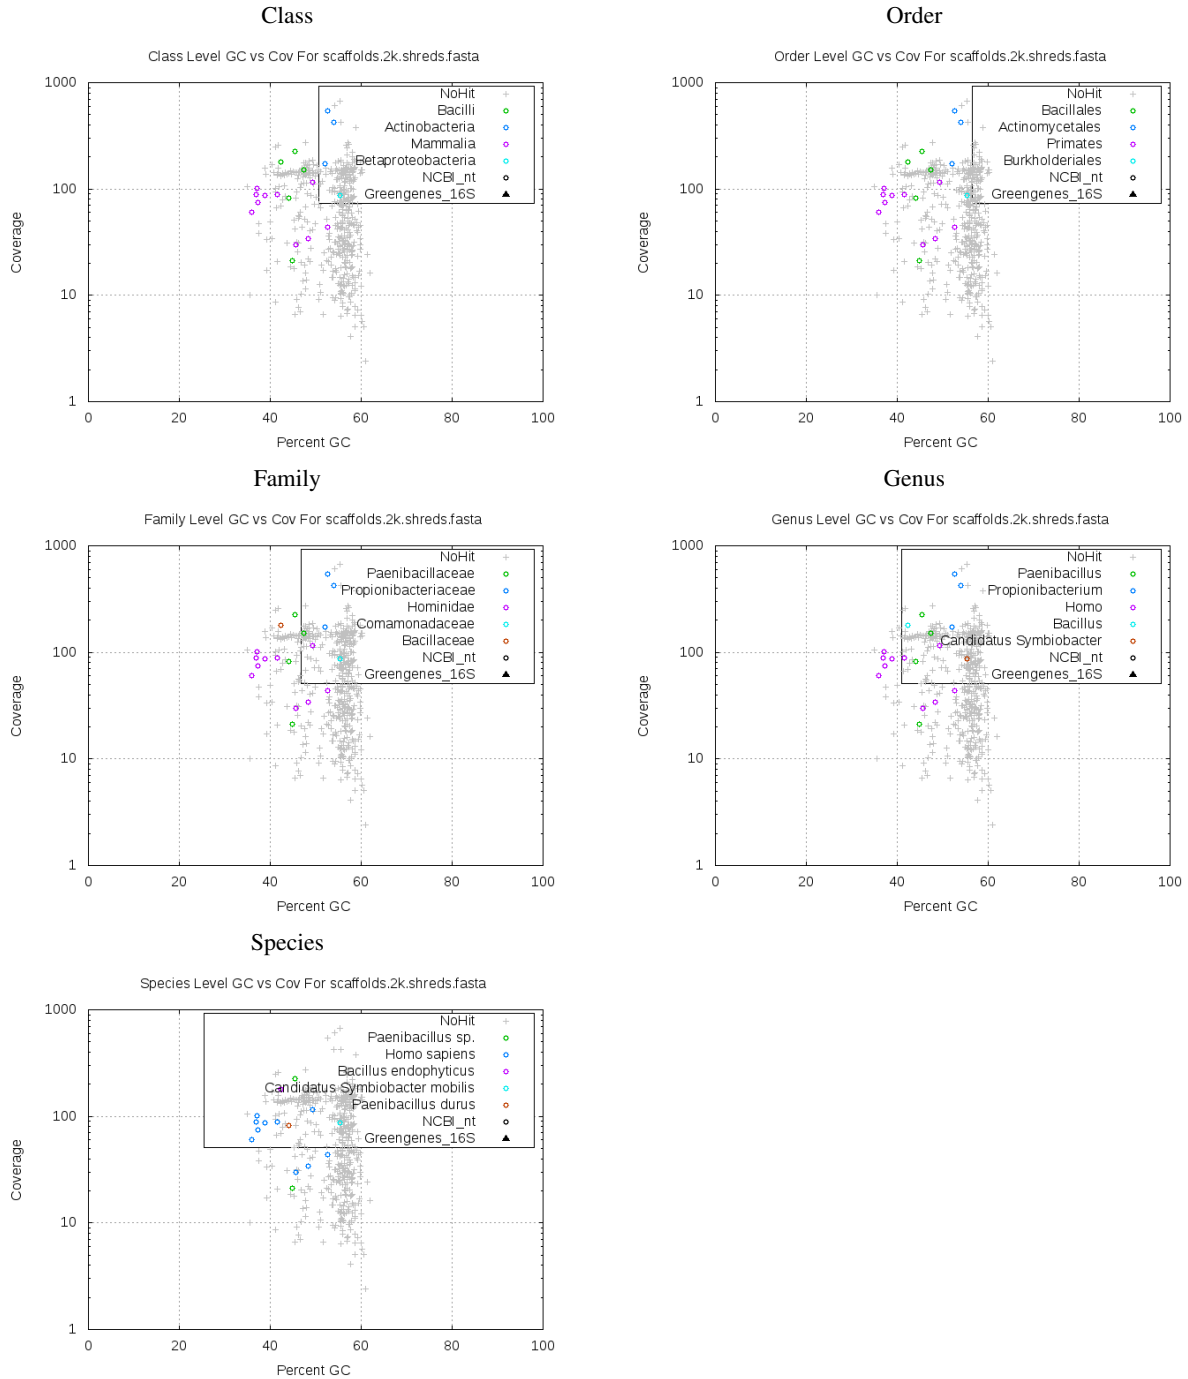 Class
Class Level GC vs Cov For scaffolds.2k.shreds.fasta
1000
100
10
1
Coverage
NoHit
Bacilli
Actinobacteria
Mammalia
Betaproteobacteria
NCBI_nt
Greengenes_16S
0 20 40 60 80 100
Percent GC
Order
Order Level GC vs Cov For scaffolds.2k.shreds.fasta
1000
100
10
1
Coverage
NoHit
Bacillales
Actinomycetales
Primates
Burkholderiales
NCBI_nt
Greengenes_16S
0 20 40 60 80 100
Percent GC
Family
Family Level GC vs Cov For scaffolds.2k.shreds.fasta
1000
100
10
1
Coverage
NoHit
Paenibacillaceae
Propionibacteriaceae
Hominidae
Comamonadaceae
Bacillaceae
NCBI_nt
Greengenes_16S
0 20 40 60 80 100
Percent GC
Genus
Genus Level GC vs Cov For scaffolds.2k.shreds.fasta
1000
100
10
1
Coverage
NoHit
Paenibacillus
Propionibacterium
Homo
Bacillus
Candidatus Symbiobacter
NCBI_nt
Greengenes_16S
0 20 40 60 80 100
Percent GC
Species
Species Level GC vs Cov For scaffolds.2k.shreds.fasta
1000
100
10
1
Coverage
NoHit
Paenibacillus sp.
Homo sapiens
Bacillus endophyticus
Candidatus Symbiobacter mobilis
Paenibacillus durus
NCBI_nt
Greengenes_16S
0 20 40 60 80 100
Percent GC